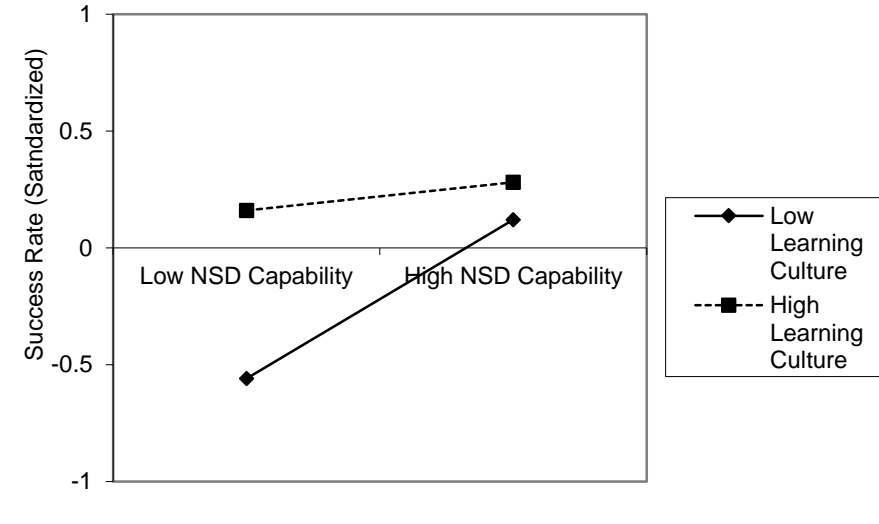 1
0.5
0
-0.5
-1
Success Rate (Satndardized)
Low NSD Capability
High NSD Capability
Low
Learning
Culture
High
Learning
Culture